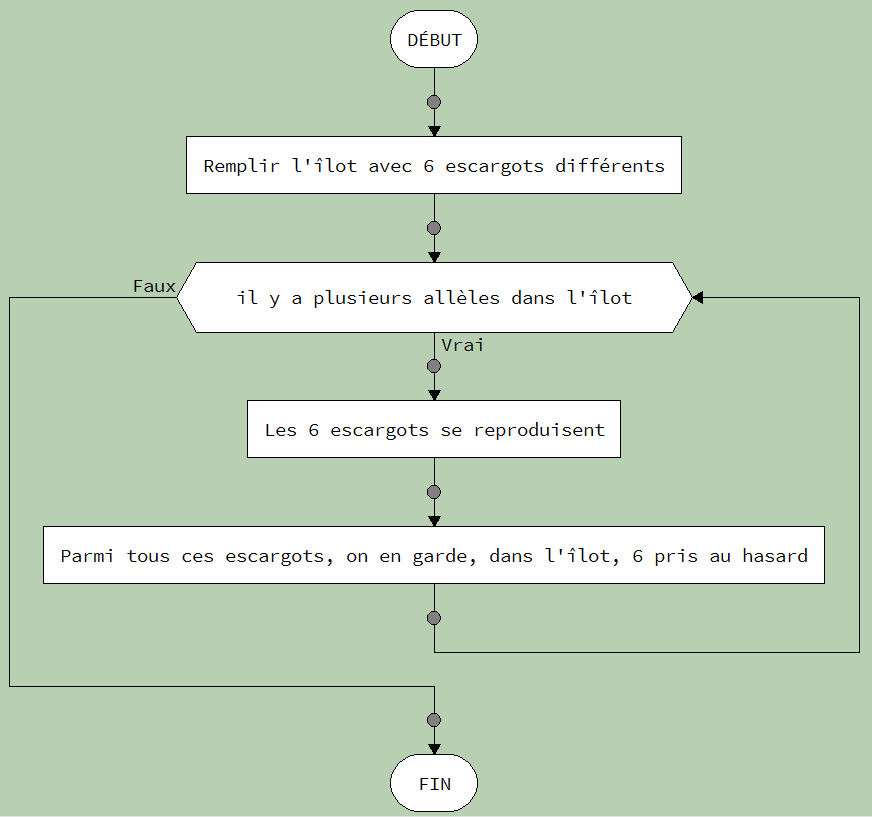 DÉBUT
Remplir l'îlot avec 6 escargots différents
Faux
il y a plusieurs allèles dans l'îlot
Vrai
Les 6 escargots se reproduisent
Parmi tous ces escargots, on en garde, dans l'îlot, 6 pris au hasard
FIN